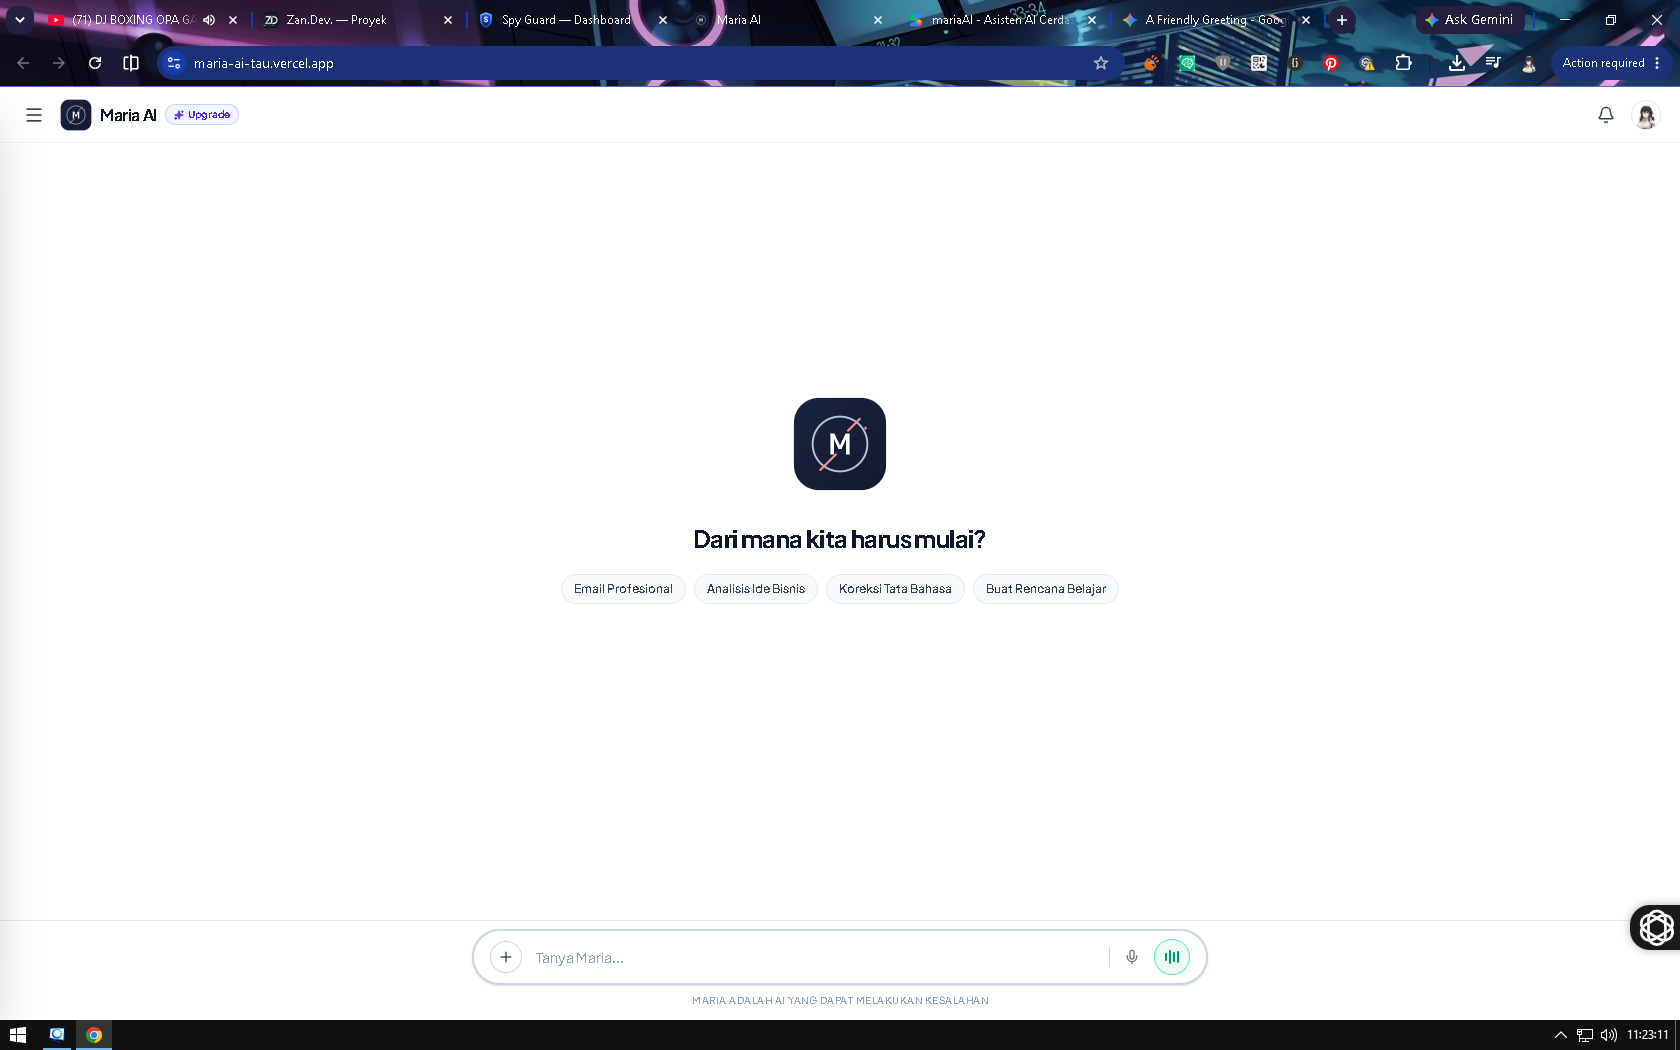 (71) DJ BOXING OPA GA
Zan.Dev. — Proyek
Spy Guard — Dashboard
Maria AI
mariaAI - Asisten AI Cerda
A Friendly Greeting - Goog
Ask Gemini
maria-ai-tau.vercel.app
Action required
M Maria AI Upgrade
M
Dari mana kita harus mulai?
Email Profesional
Analisis Ide Bisnis
Koreksi Tata Bahasa
Buat Rencana Belajar
Tanya Maria...
MARIA ADALAH AI YANG DAPAT MELAKUKAN KESALAHAN
11:23:11